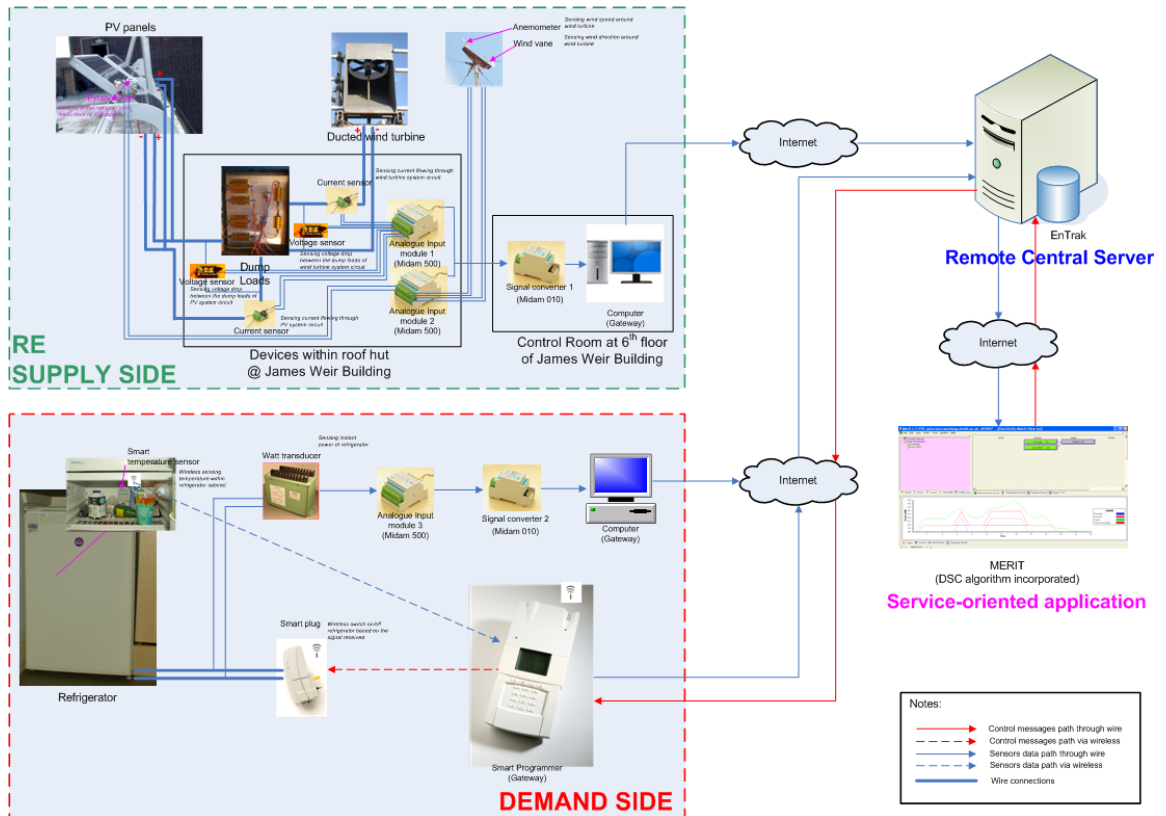 PV panels
Anemometer
Sensing wind speed around
wind turbine
Wind vane
Sensing wind direction around
wind turbine
Ducted wind turbine
Current sensor
Sensing current flowing through
wind turbine system circuit
Voltage sensor
Sensing voltage drop
between the dump loads of
wind turbine system circuit
Analogue Input
module 1
(Midam 500)
Dump
Loads
Voltage sensor
Sensing voltage drop
between the dump loads of
PV system circuit
Current sensor
Sensing current flowing through
PV system circuit
Analogue Input
module 2
(Midam 500)
Signal converter 1
(Midam 010)
Computer
(Gateway)
Devices within roof hut
@ James Weir Building
Control Room at 6th floor
of James Weir Building
RE
SUPPLY SIDE
Internet
EnTrak
Remote Central Server
Internet
MERIT
(DSC algorithm incorporated)
Service-oriented application
Internet
Smart
temperature sensor
Wireless sensing
temperature within
refrigerator cabinet
Sensing instant
power of refrigerator
Watt transducer
Analogue Input
module 3
(Midam 500)
Signal converter 2
(Midam 010)
Computer
(Gateway)
Smart plug
Wireless switch on/off
refrigerator based on the
signal received
Refrigerator
Smart Programmer
(Gateway)
DEMAND SIDE
Notes:
Control messages path through wire
Control messages path via wireless
Sensors data path through wire
Sensors data path via wireless
Wire connections